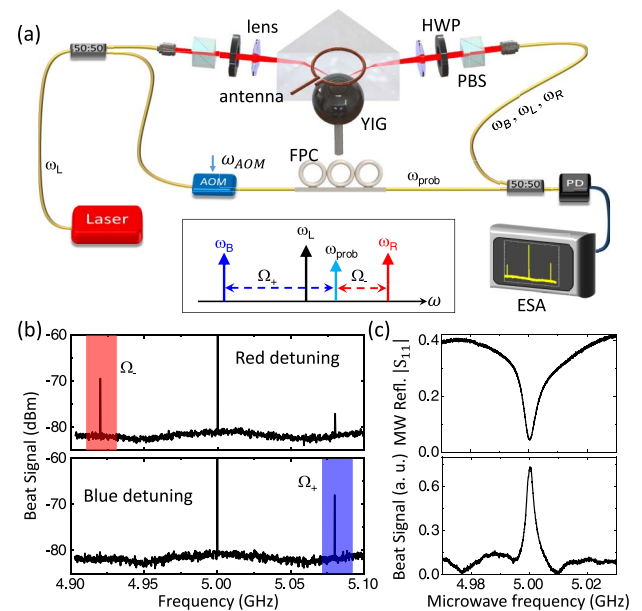 (a)
lens
HWP
50:50
PBS
antenna
YIG
ω_B, ω_L, ω_R
ω_L
ω_AOM
FPC
AOM
ω_prob
50:50
PD
Laser
ω_B
ω_L
ω_prob
ω_R
Ω_+
Ω_-
ω
ESA
(b)
-60
Red detuning
Ω_-
-70
-80
Beat Signal (dBm)
-60
Blue detuning
Ω_+
-70
-80
4.90
4.95
5.00
5.05
5.10
Frequency (GHz)
(c)
MW Refl. |S_11|
0.4
0.2
0.0
Beat Signal (a. u.)
0.6
0.3
0.0
4.98
5.00
5.02
Microwave frequency (GHz)